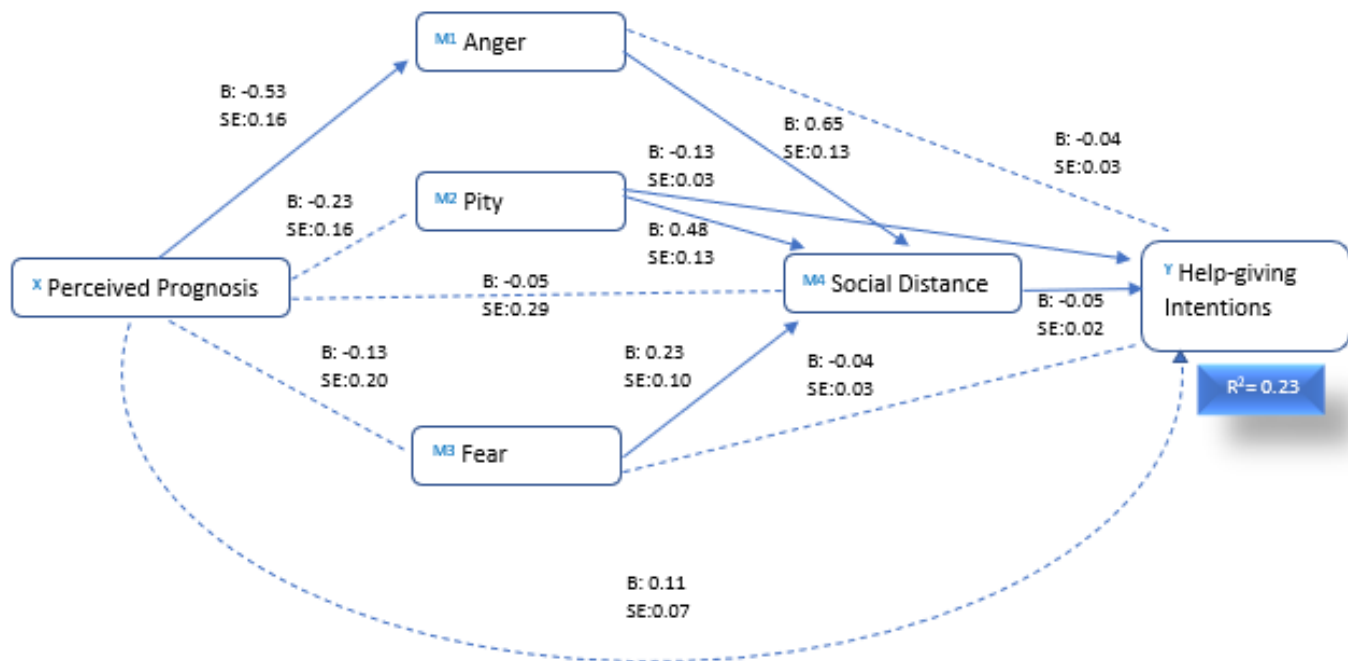 M1 Anger
B: -0.53
SE:0.16
B: 0.65
SE:0.13
B: -0.04
SE:0.03
B: -0.13
SE:0.03
M2 Pity
B: -0.23
SE:0.16
B: 0.48
SE:0.13
X Perceived Prognosis
B: -0.05
SE:0.29
M4 Social Distance
Y Help-giving
Intentions
B: -0.05
SE:0.02
B: -0.13
SE:0.20
B: 0.23
SE:0.10
B: -0.04
SE:0.03
R²= 0.23
M3 Fear
B: 0.11
SE:0.07